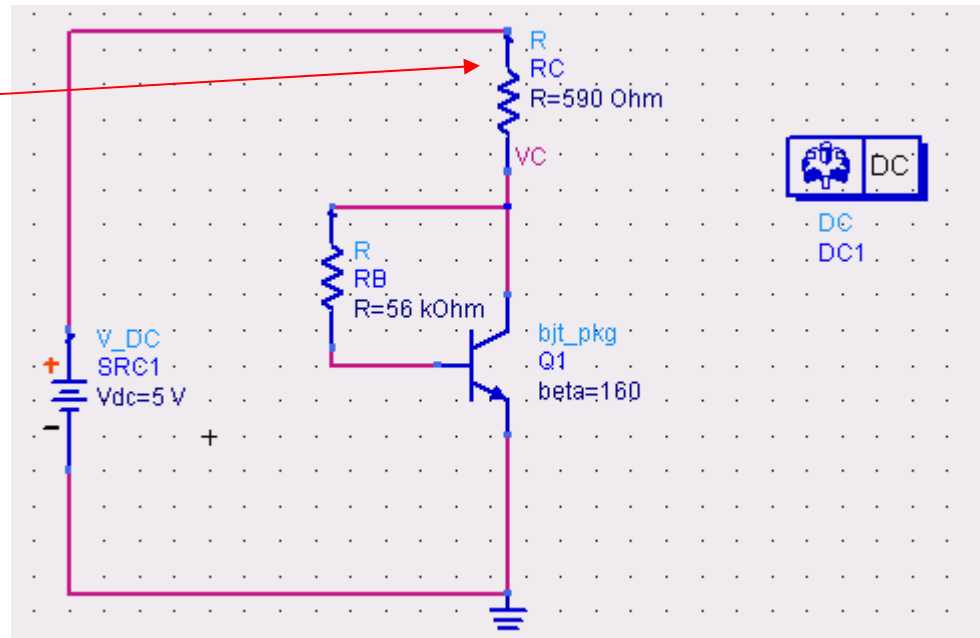 R
RC
R=590 Ohm
VC
DC
DC
DC1
R
RB
R=56 kOhm
V_DC
SRC1
+
Vdc=5 V
-
bjt_pkg
Q1
beta=160